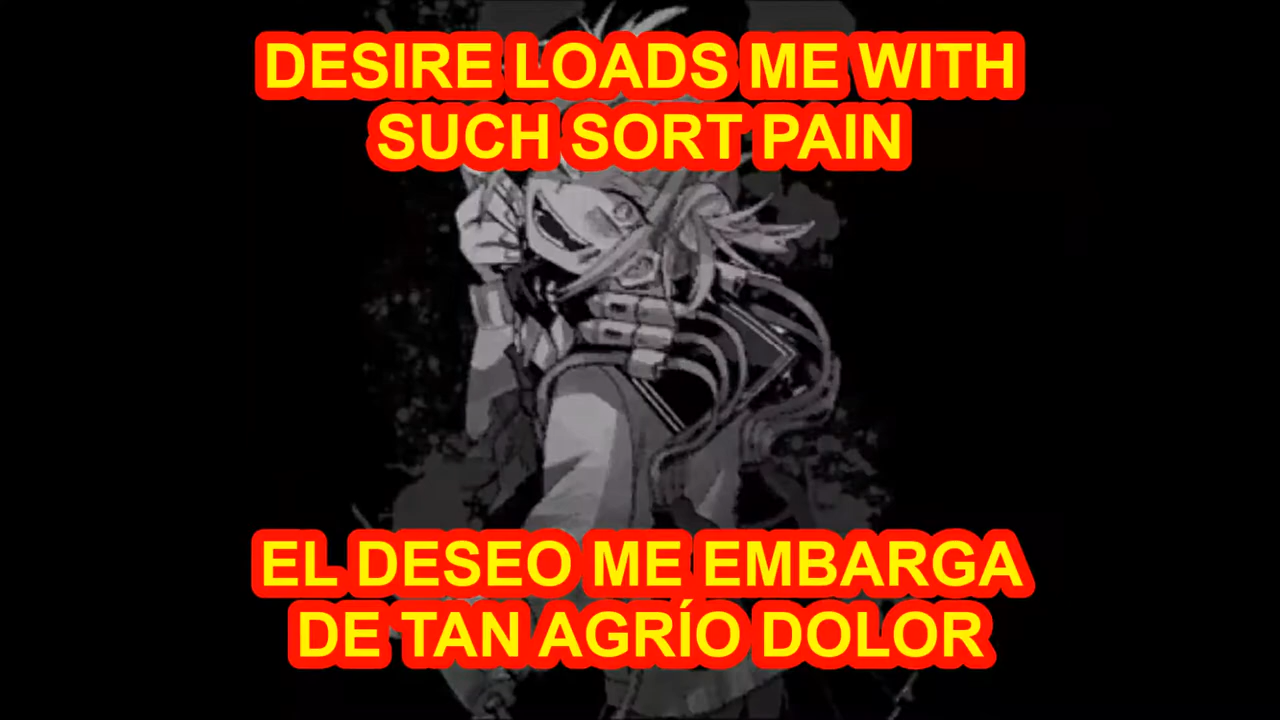 DESIRE LOADS ME WITH
SUCH SORT PAIN
EL DESEO ME EMBARGA
DE TAN AGRÍO DOLOR